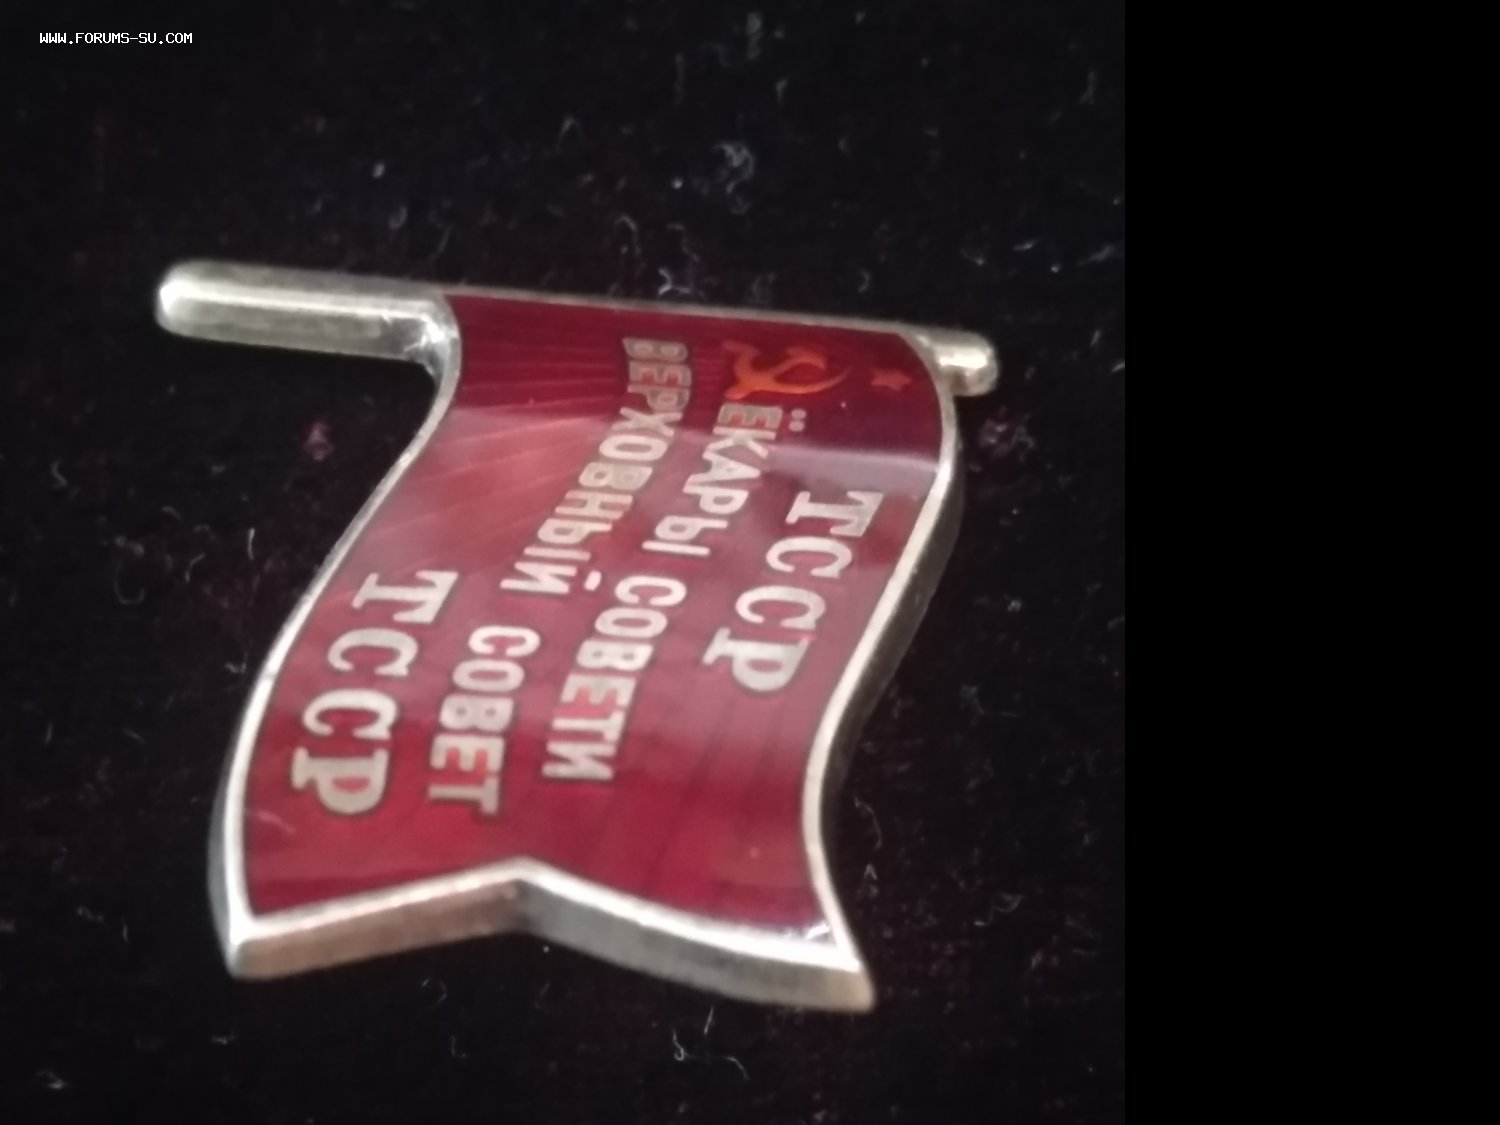 WWW.FORUMS-SU.COM
ТССР
ЁКАРЫ СОВЕТИ
ВЕРХОВНЫЙ СОВЕТ
ТССР